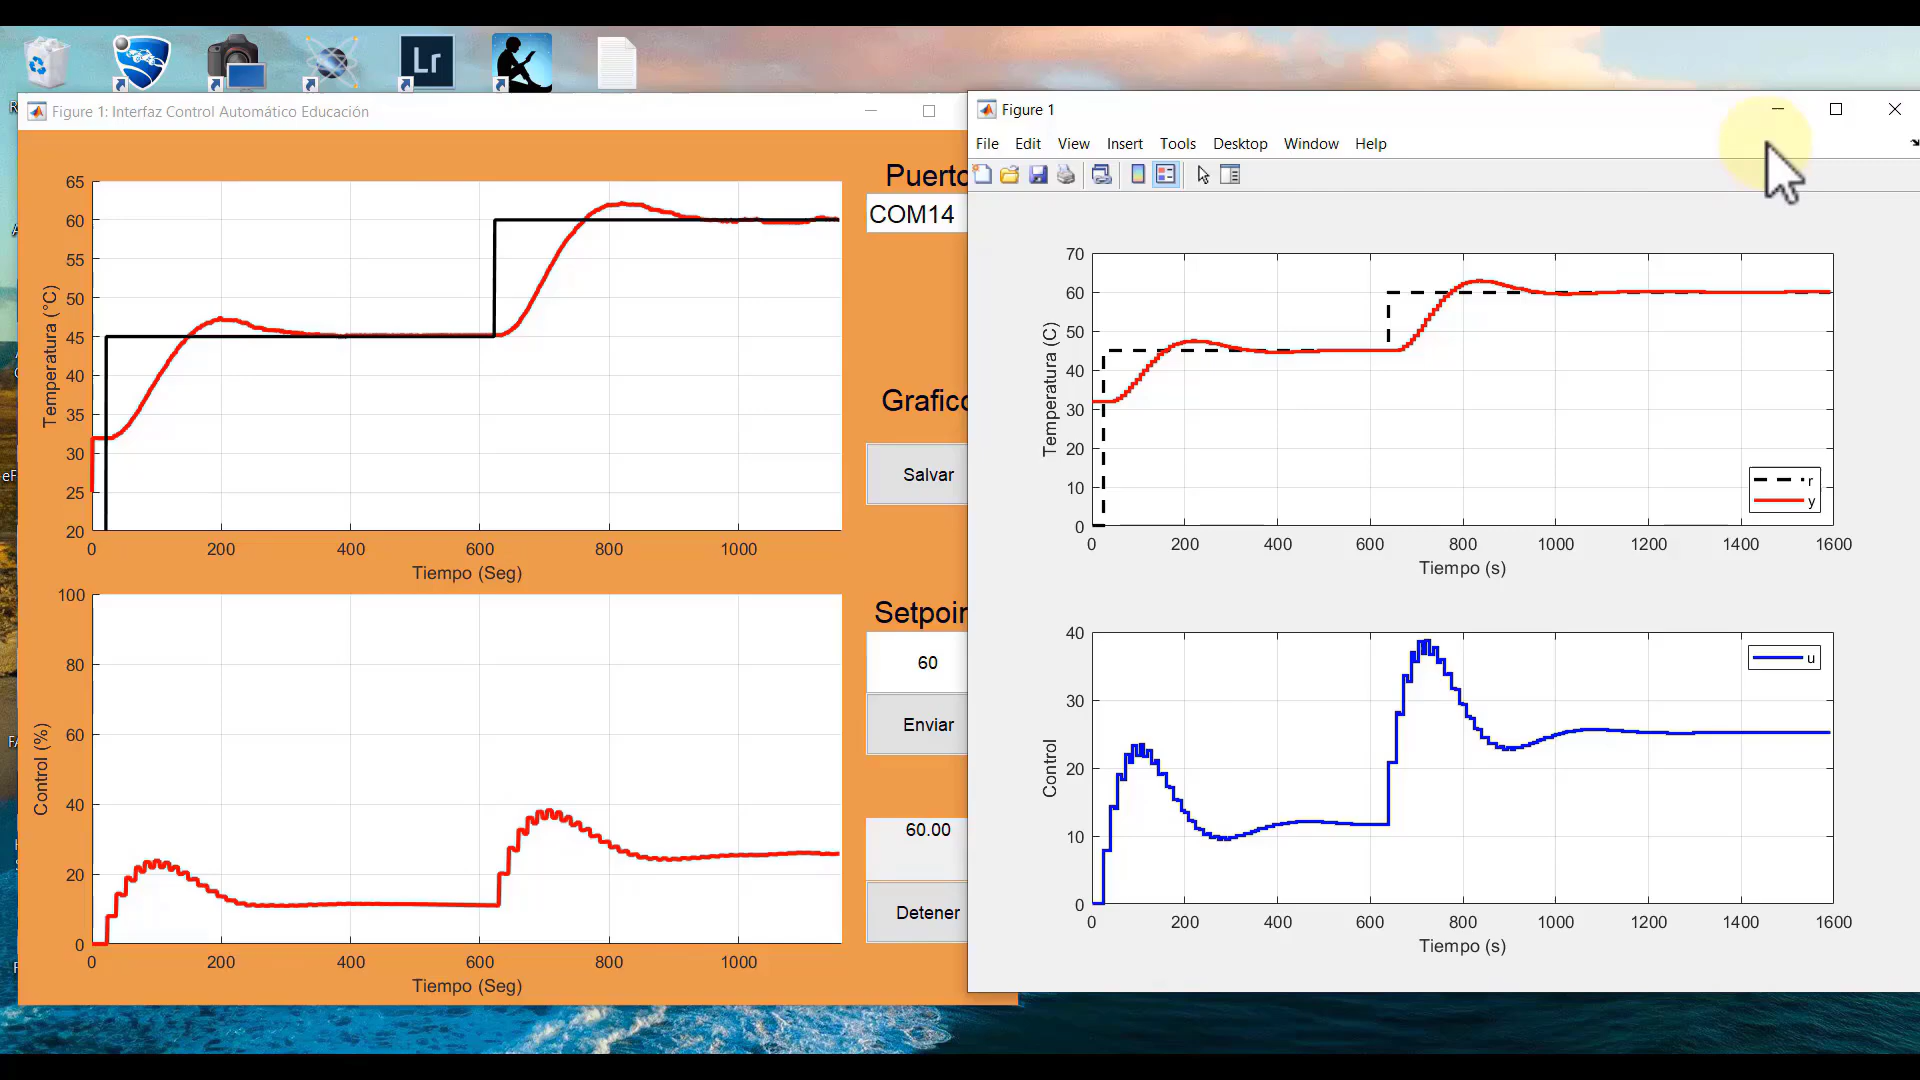 Lr
Figure 1: Interfaz Control Automático Educación
65
60
55
50
45
40
35
30
25
20
Temperatura (°C)
0 200 400 600 800 1000
Tiempo (Seg)
100
80
60
40
20
0
Control (%)
0 200 400 600 800 1000
Tiempo (Seg)
Puerto
COM14
Grafico
Salvar
Setpoin
60
Enviar
60.00
Detener
Figure 1
File Edit View Insert Tools Desktop Window Help
70
60
50
40
30
20
10
0
Temperatura (C)
r
y
0 200 400 600 800 1000 1200 1400 1600
Tiempo (s)
40
30
20
10
0
Control
u
0 200 400 600 800 1000 1200 1400 1600
Tiempo (s)